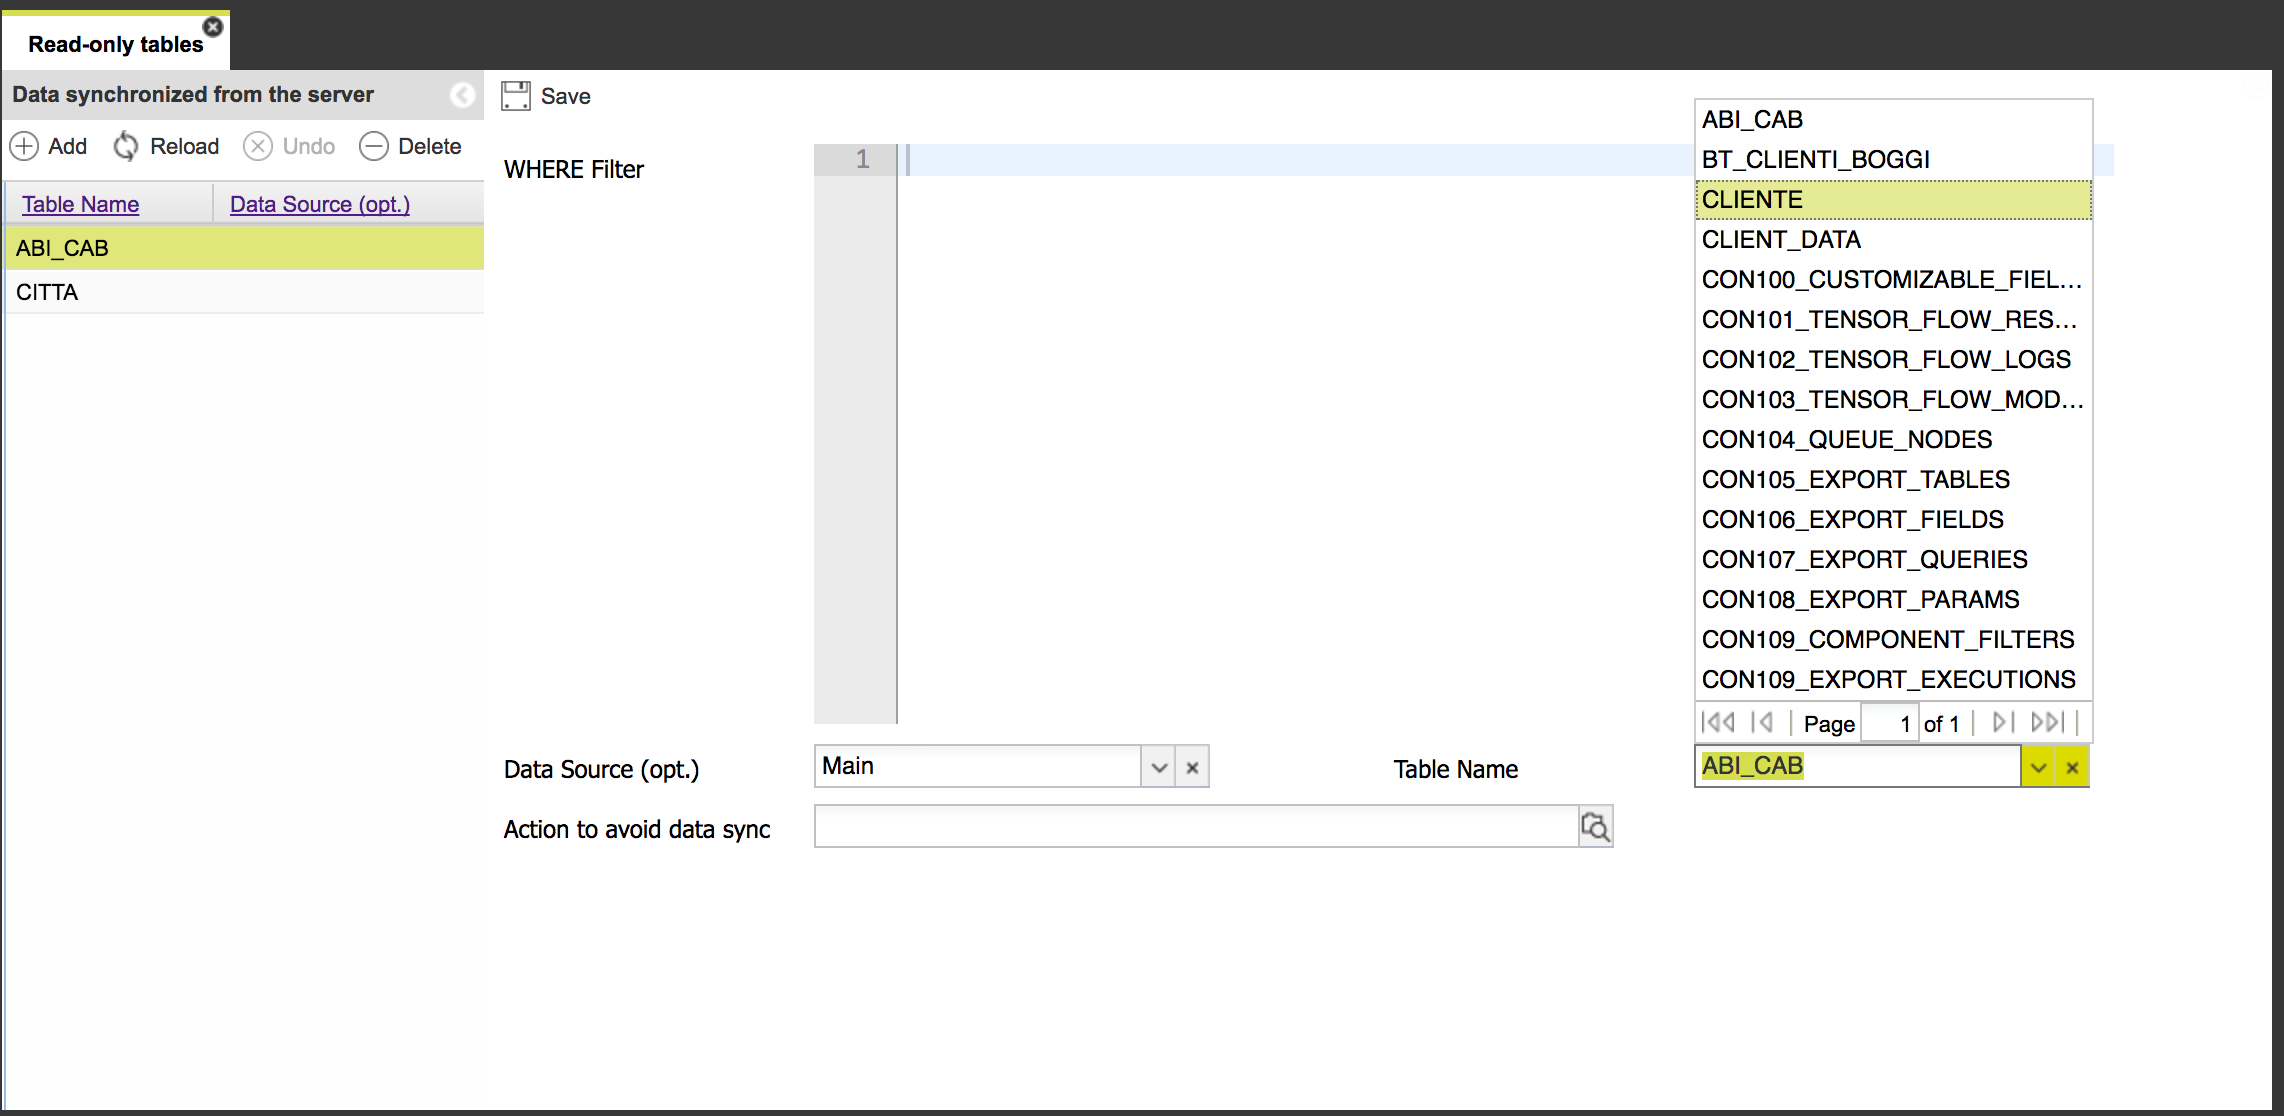 Read-only tables
Data synchronized from the server
Add Reload Undo Delete
Table Name Data Source (opt.)
ABI_CAB
CITTA
Save
WHERE Filter
1
ABI_CAB
BT_CLIENTI_BOGGI
CLIENTE
CLIENT_DATA
CON100_CUSTOMIZABLE_FIEL...
CON101_TENSOR_FLOW_RES...
CON102_TENSOR_FLOW_LOGS
CON103_TENSOR_FLOW_MOD...
CON104_QUEUE_NODES
CON105_EXPORT_TABLES
CON106_EXPORT_FIELDS
CON107_EXPORT_QUERIES
CON108_EXPORT_PARAMS
CON109_COMPONENT_FILTERS
CON109_EXPORT_EXECUTIONS
Page 1 of 1
Data Source (opt.) Main Table Name ABI_CAB
Action to avoid data sync